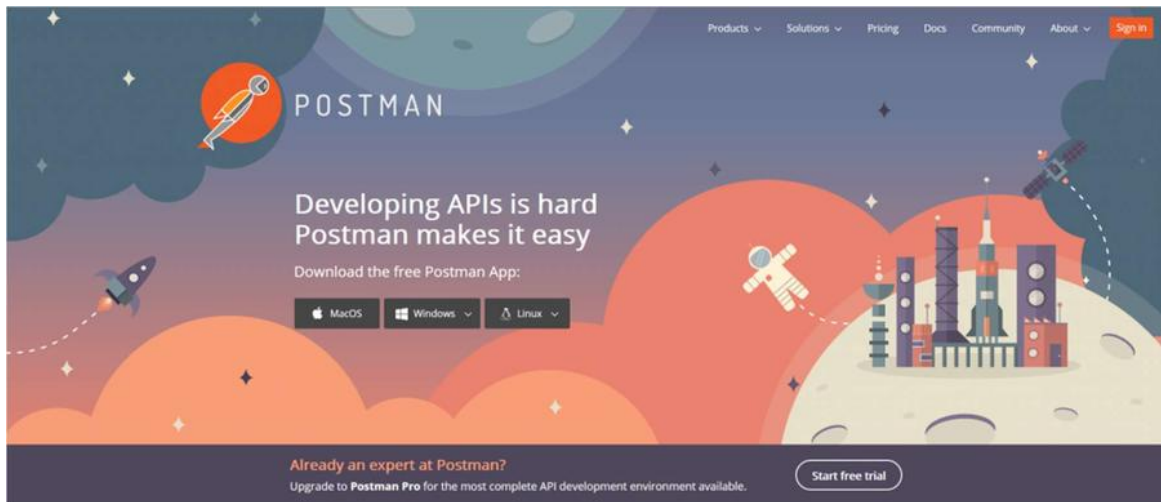 Products
Solutions
Pricing
Docs
Community
About
Sign in
POSTMAN
Developing APIs is hard
Postman makes it easy
Download the free Postman App:
MacOS
Windows
Linux
Already an expert at Postman?
Upgrade to Postman Pro for the most complete API development environment available.
Start free trial